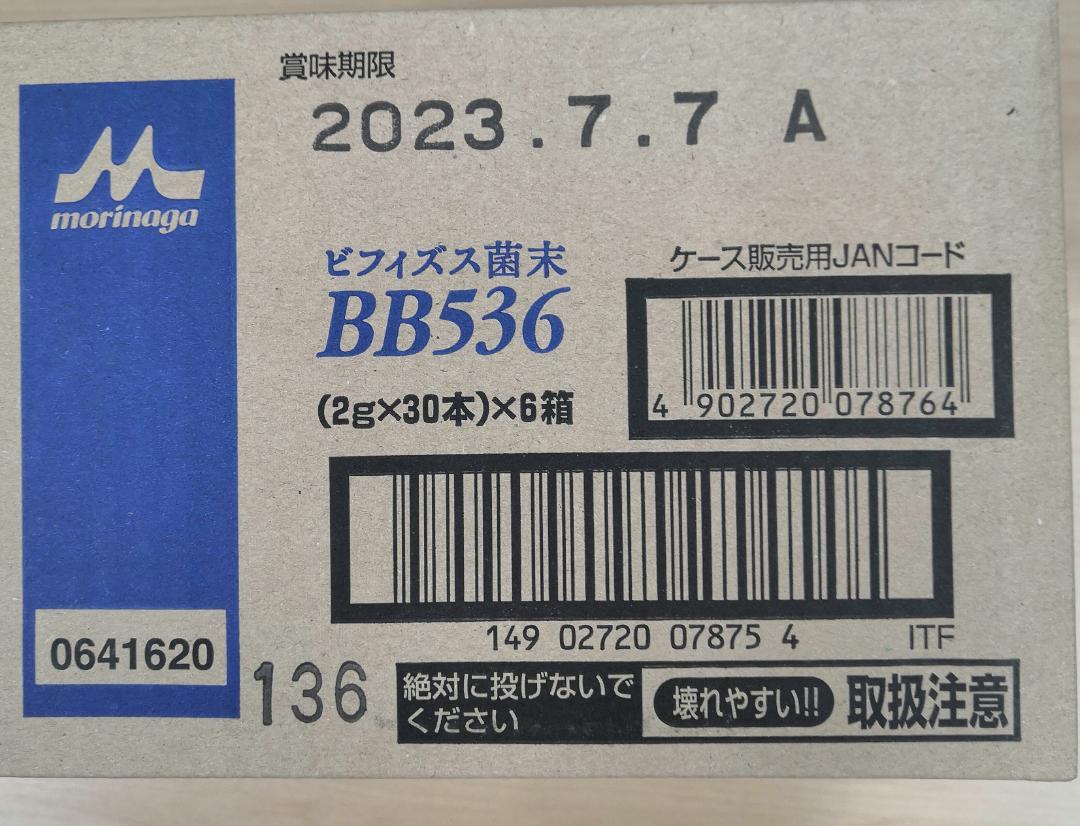 賞味期限
2023.7.7 A
morinaga
ビフィズス菌末
BB536
(2g×30本)×6箱
ケース販売用JANコード
4 902720 078764
149 02720 07875 4 ITF
0641620
136
絶対に投げないで
ください
壊れやすい!! 取扱注意